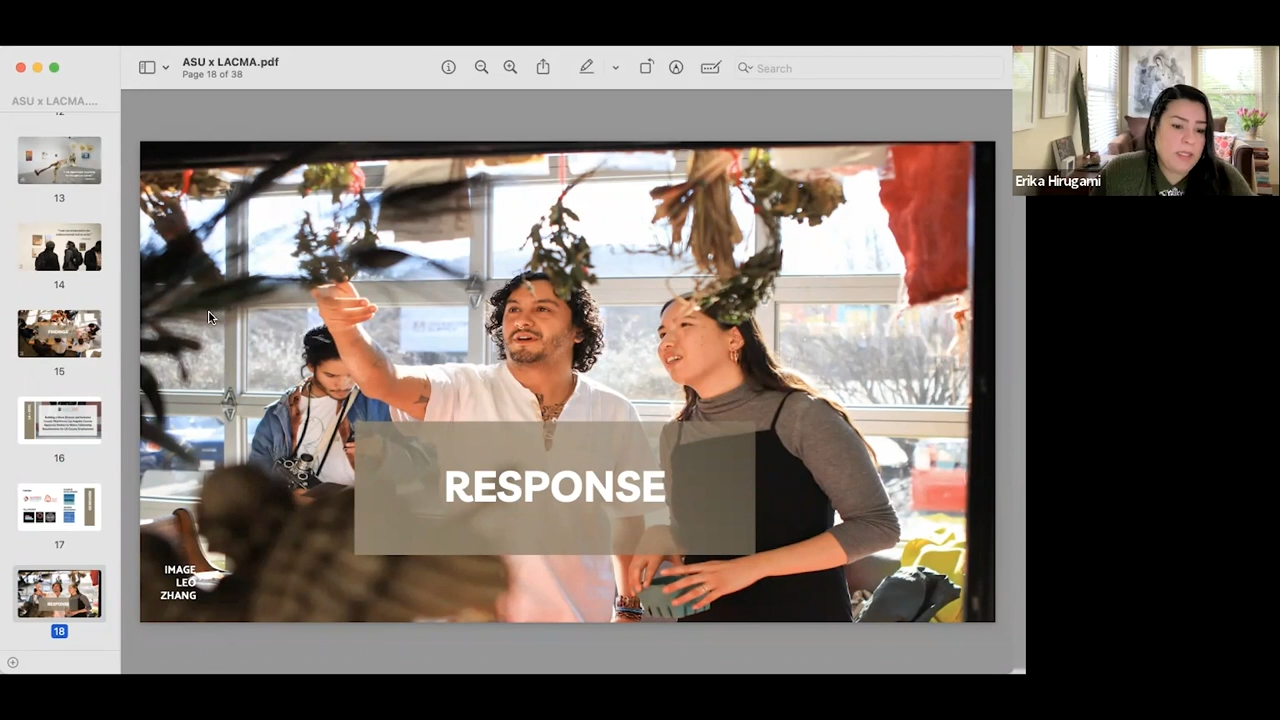 ASU x LACMA.pdf
Page 18 of 38
Search
ASU x LACMA....
12
13
14
15
16
17
18
RESPONSE
IMAGE
LEO
ZHANG
Erika Hirugami